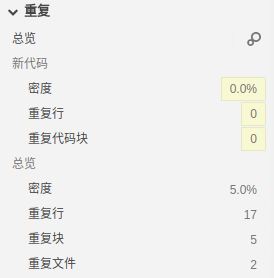 重复
总览
新代码
密度 0.0%
重复行 0
重复代码块 0
总览
密度 5.0%
重复行 17
重复块 5
重复文件 2